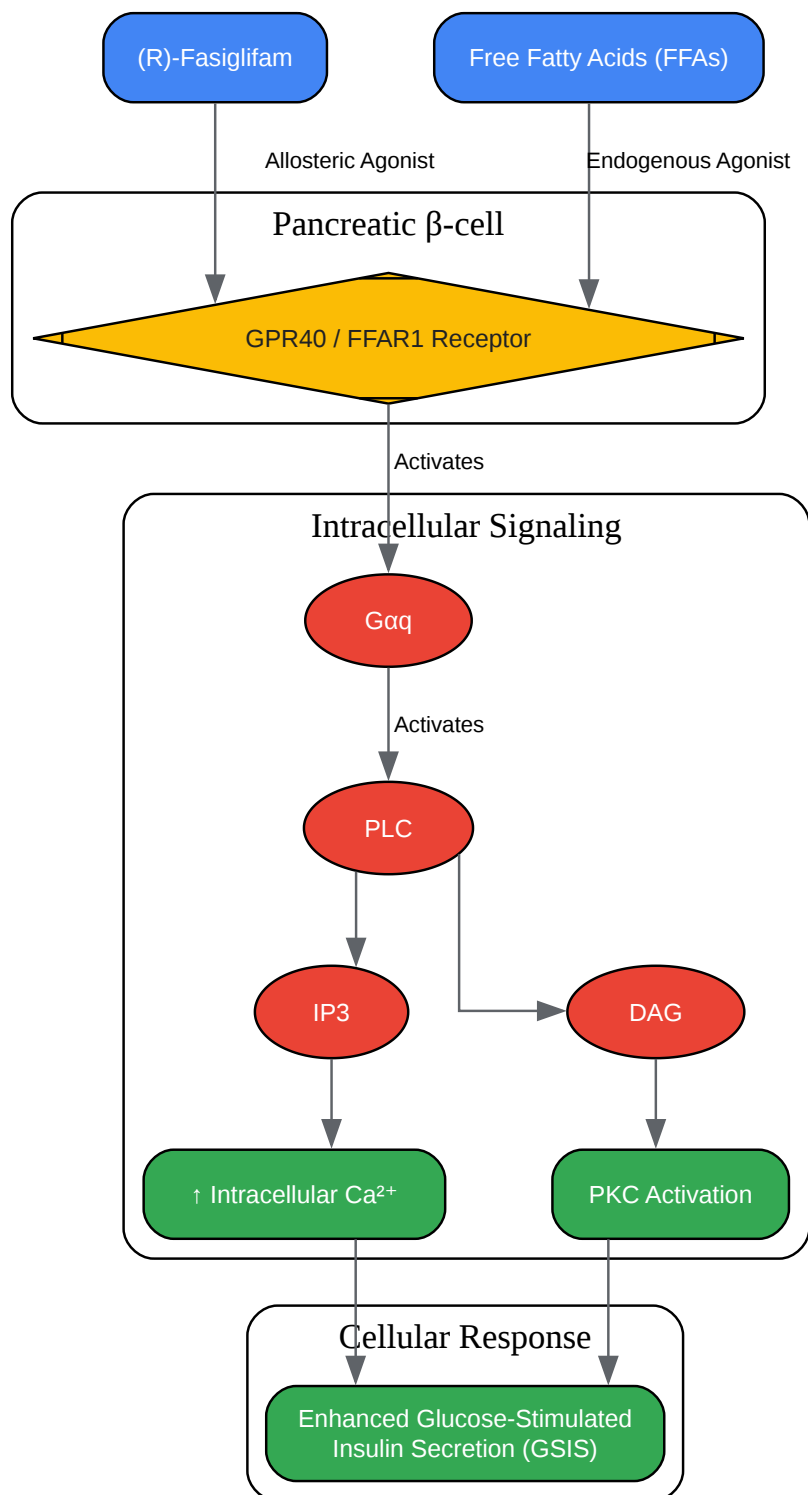 (R)-Fasiglifam
Free Fatty Acids (FFAs)
Allosteric Agonist
Endogenous Agonist
Pancreatic β-cell
GPR40 / FFAR1 Receptor
Activates
Intracellular Signaling
Gαq
Activates
PLC
IP3
DAG
↑ Intracellular Ca²⁺
PKC Activation
Cellular Response
Enhanced Glucose-Stimulated
Insulin Secretion (GSIS)